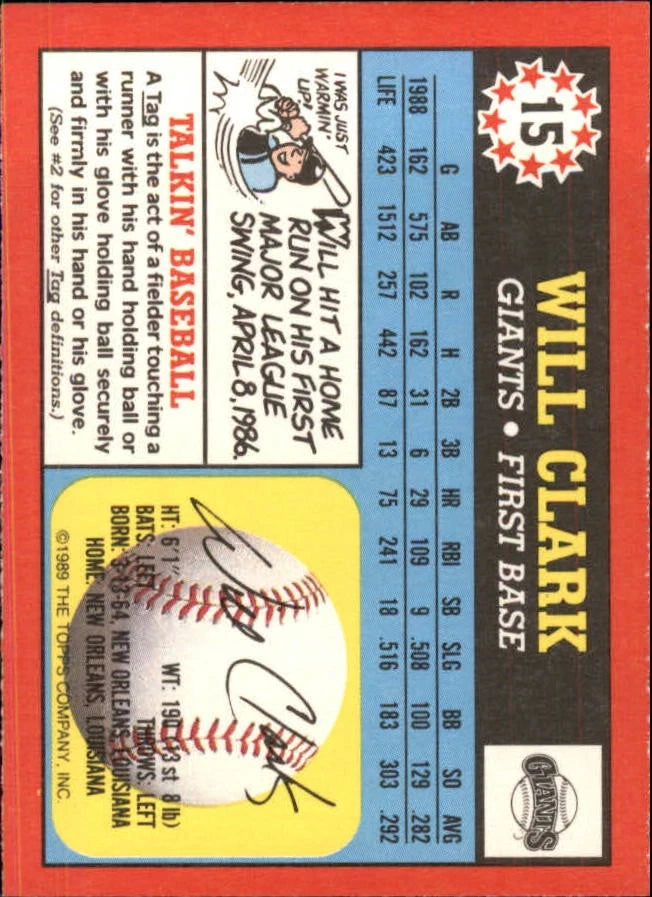 15
WILL CLARK
GIANTS • FIRST BASE
GIANTS
G AB R H 2B 3B HR RBI SB SLG BB SO AVG
1988 162 575 102 162 31 6 29 109 9 .508 100 129 .282
LIFE 423 1512 257 442 87 13 75 241 18 .516 183 303 .292
I WAS JUST
WARMIN'
UP!
WILL HIT A HOME
RUN ON HIS FIRST
MAJOR LEAGUE
SWING, APRIL 8, 1986.
TALKIN' BASEBALL
A Tag is the act of a fielder touching a
runner with his hand holding ball or
with his glove holding ball securely
and firmly in his hand or his glove.
(See #2 for other Tag definitions.)
Will Clark
HT: 6'1" WT: 190 (13 st 8 lb)
BATS: LEFT THROWS: LEFT
BORN: 3-13-64, NEW ORLEANS, LOUISIANA
HOME: NEW ORLEANS, LOUISIANA
©1989 THE TOPPS COMPANY, INC.